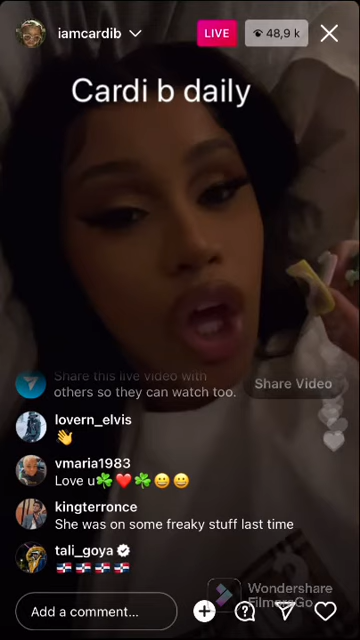 iamcardib
LIVE
48,9 k
Cardi b daily
Share this live video with
others so they can watch too.
Share Video
lovern_elvis
👋
vmaria1983
Love u☘️❤️☘️😀😀
kingterronce
She was on some freaky stuff last time
tali_goya
🇩🇴🇩🇴🇩🇴🇩🇴
Wondershare
FilmoraGo
Add a comment...